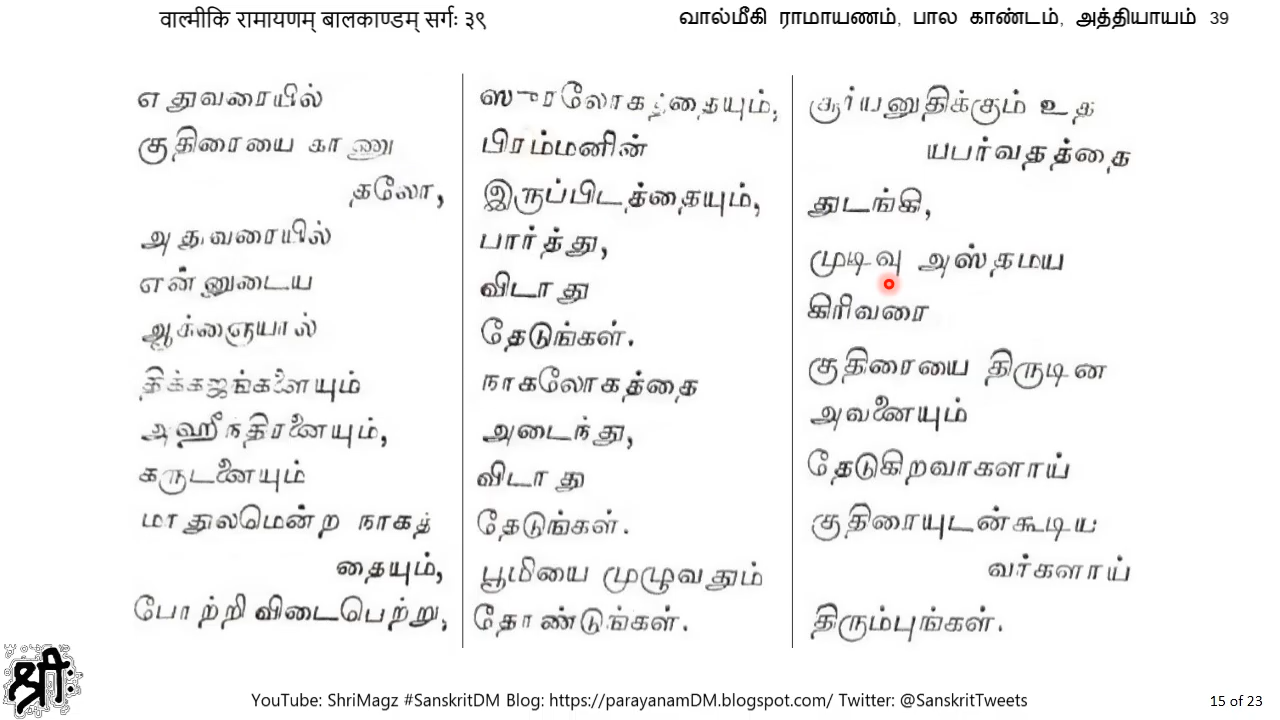 वाल्मीकि रामायणम् बालकाण्डम् सर्गः ३९
வால்மீகி ராமாயணம், பால காண்டம், அத்தியாயம் 39
எதுவரையில்
குதிரையை காணு
தலோ,
அதுவரையில்
என்னுடைய
ஆக்ஞையால்
திக்கஜங்களையும்
அஹீந்திரனையும்,
கருடனையும்
மாதுலமென்ற நாகத்
தையும்,
போற்றி விடைபெற்று,
ஸுரலோகத்தையும்,
பிரம்மனின்
இருப்பிடத்தையும்,
பார்த்து,
விடாது
தேடுங்கள்.
நாகலோகத்தை
அடைந்து,
விடாது
தேடுங்கள்.
பூமியை முழுவதும்
தோண்டுங்கள்.
சூர்யனுதிக்கும் உத
யபர்வதத்தை
துடங்கி,
முடிவு அஸ்தமய
கிரிவரை
குதிரையை திருடின
அவனையும்
தேடுகிறவாகளாய்
குதிரையுடன்கூடிய
வர்களாய்
திரும்புங்கள்.
श्रीः
YouTube: ShriMagz #SanskritDM Blog: https://parayanamDM.blogspot.com/ Twitter: @SanskritTweets
15 of 23